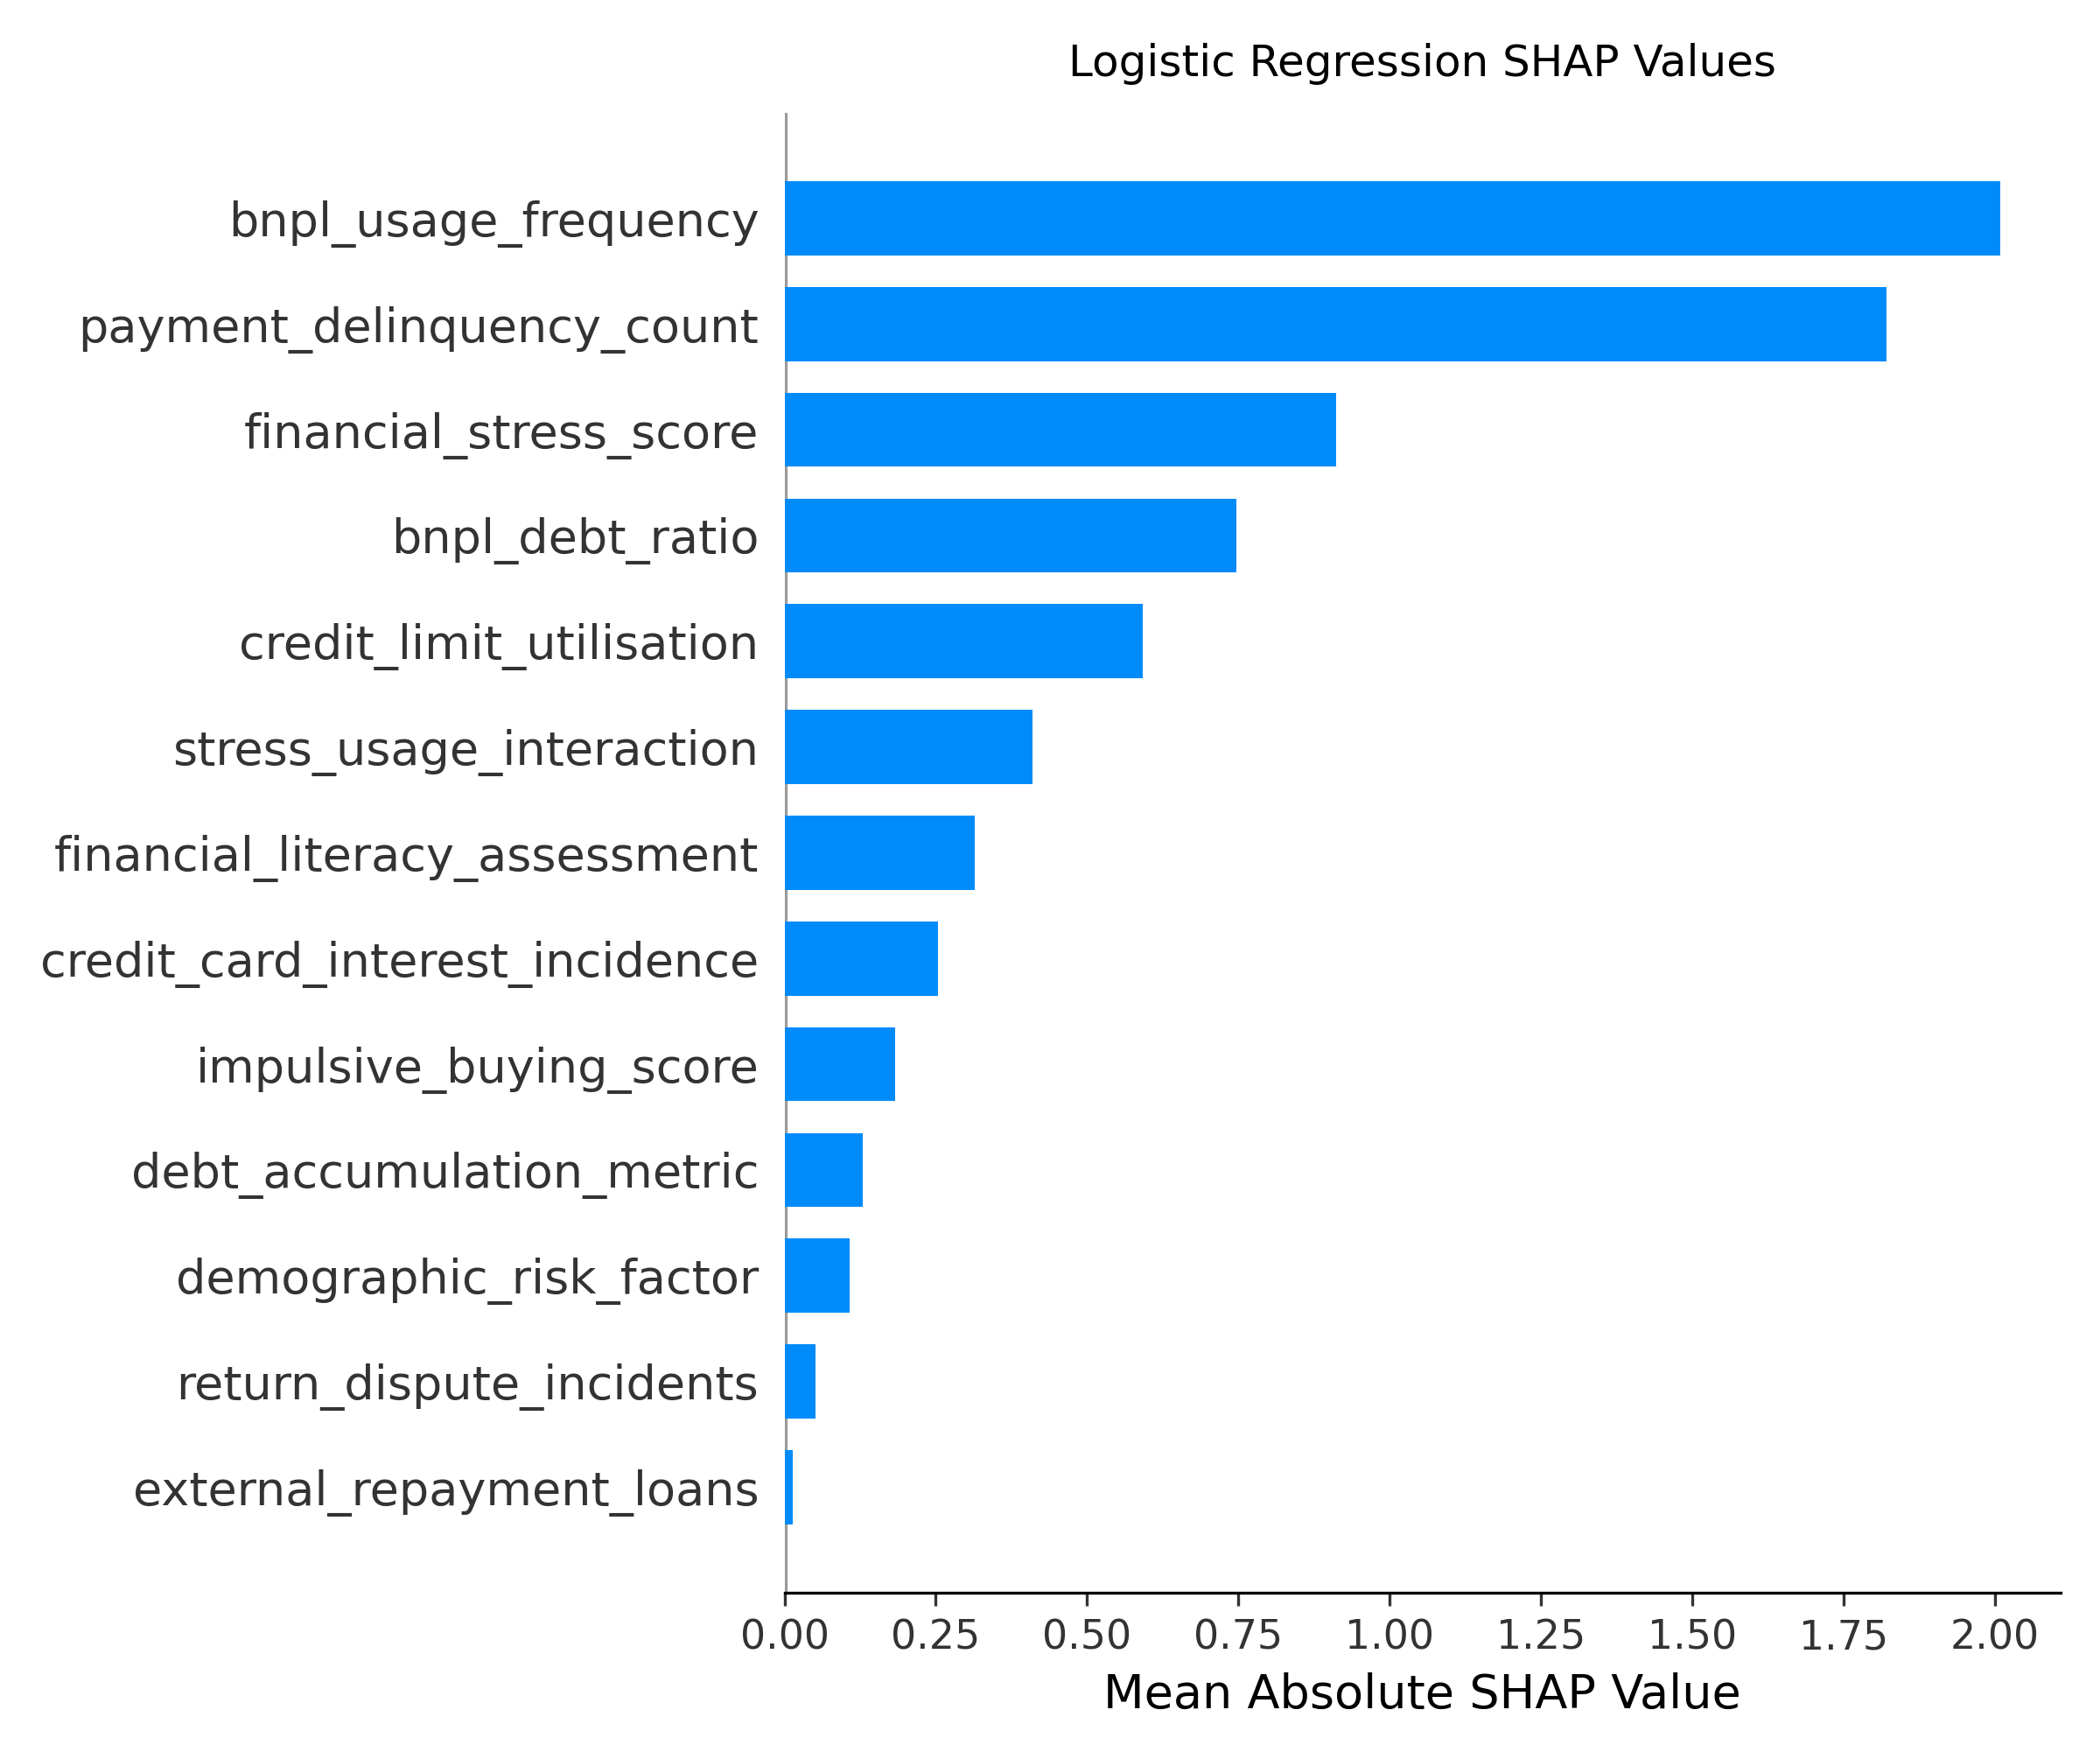 Logistic Regression SHAP Values
bnpl_usage_frequency
payment_delinquency_count
financial_stress_score
bnpl_debt_ratio
credit_limit_utilisation
stress_usage_interaction
financial_literacy_assessment
credit_card_interest_incidence
impulsive_buying_score
debt_accumulation_metric
demographic_risk_factor
return_dispute_incidents
external_repayment_loans
0.00 0.25 0.50 0.75 1.00 1.25 1.50 1.75 2.00
Mean Absolute SHAP Value